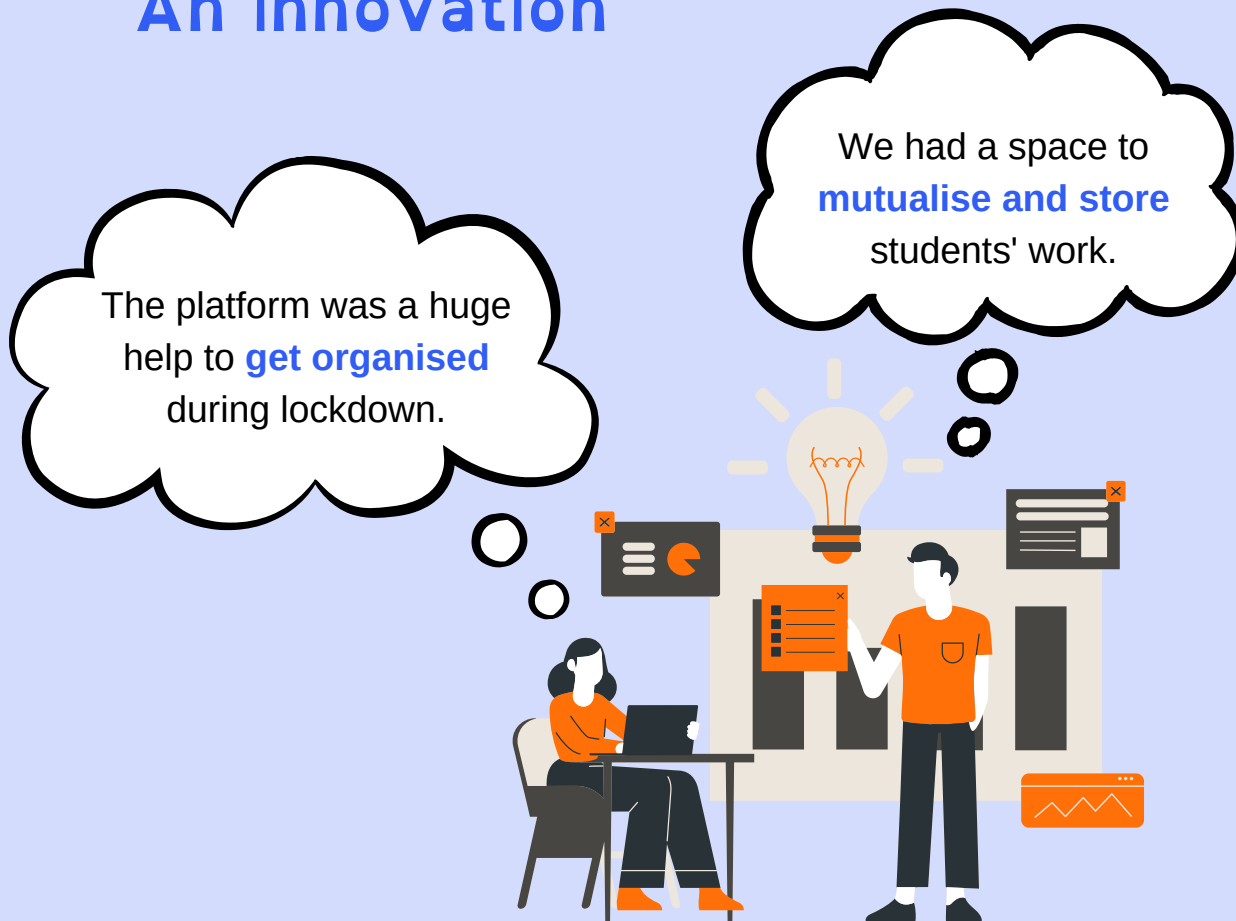 An innovation
We had a space to
mutualise and store
students' work.
The platform was a huge
help to get organised
during lockdown.